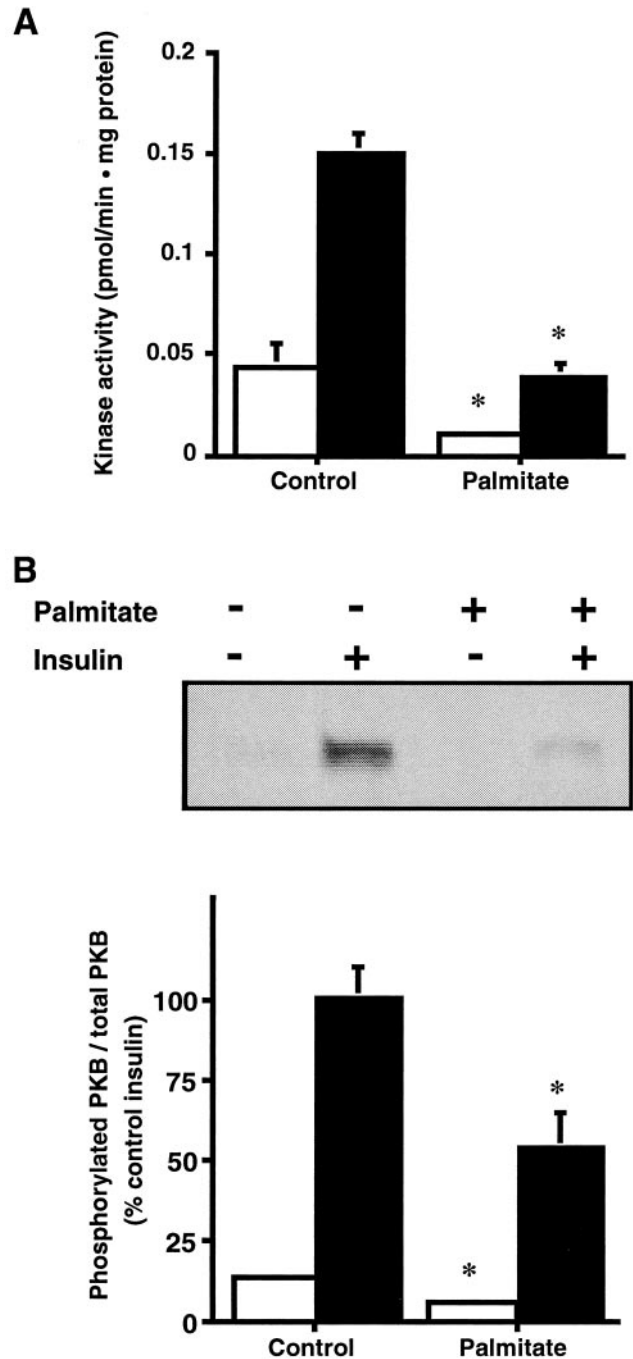 A
Kinase activity (pmol/min • mg protein)
0.2
0.15
0.1
0.05
0
*
*
Control Palmitate
B
Palmitate - - + +
Insulin - + - +
Phosphorylated PKB / total PKB
(% control insulin)
100
75
50
25
0
*
*
Control Palmitate